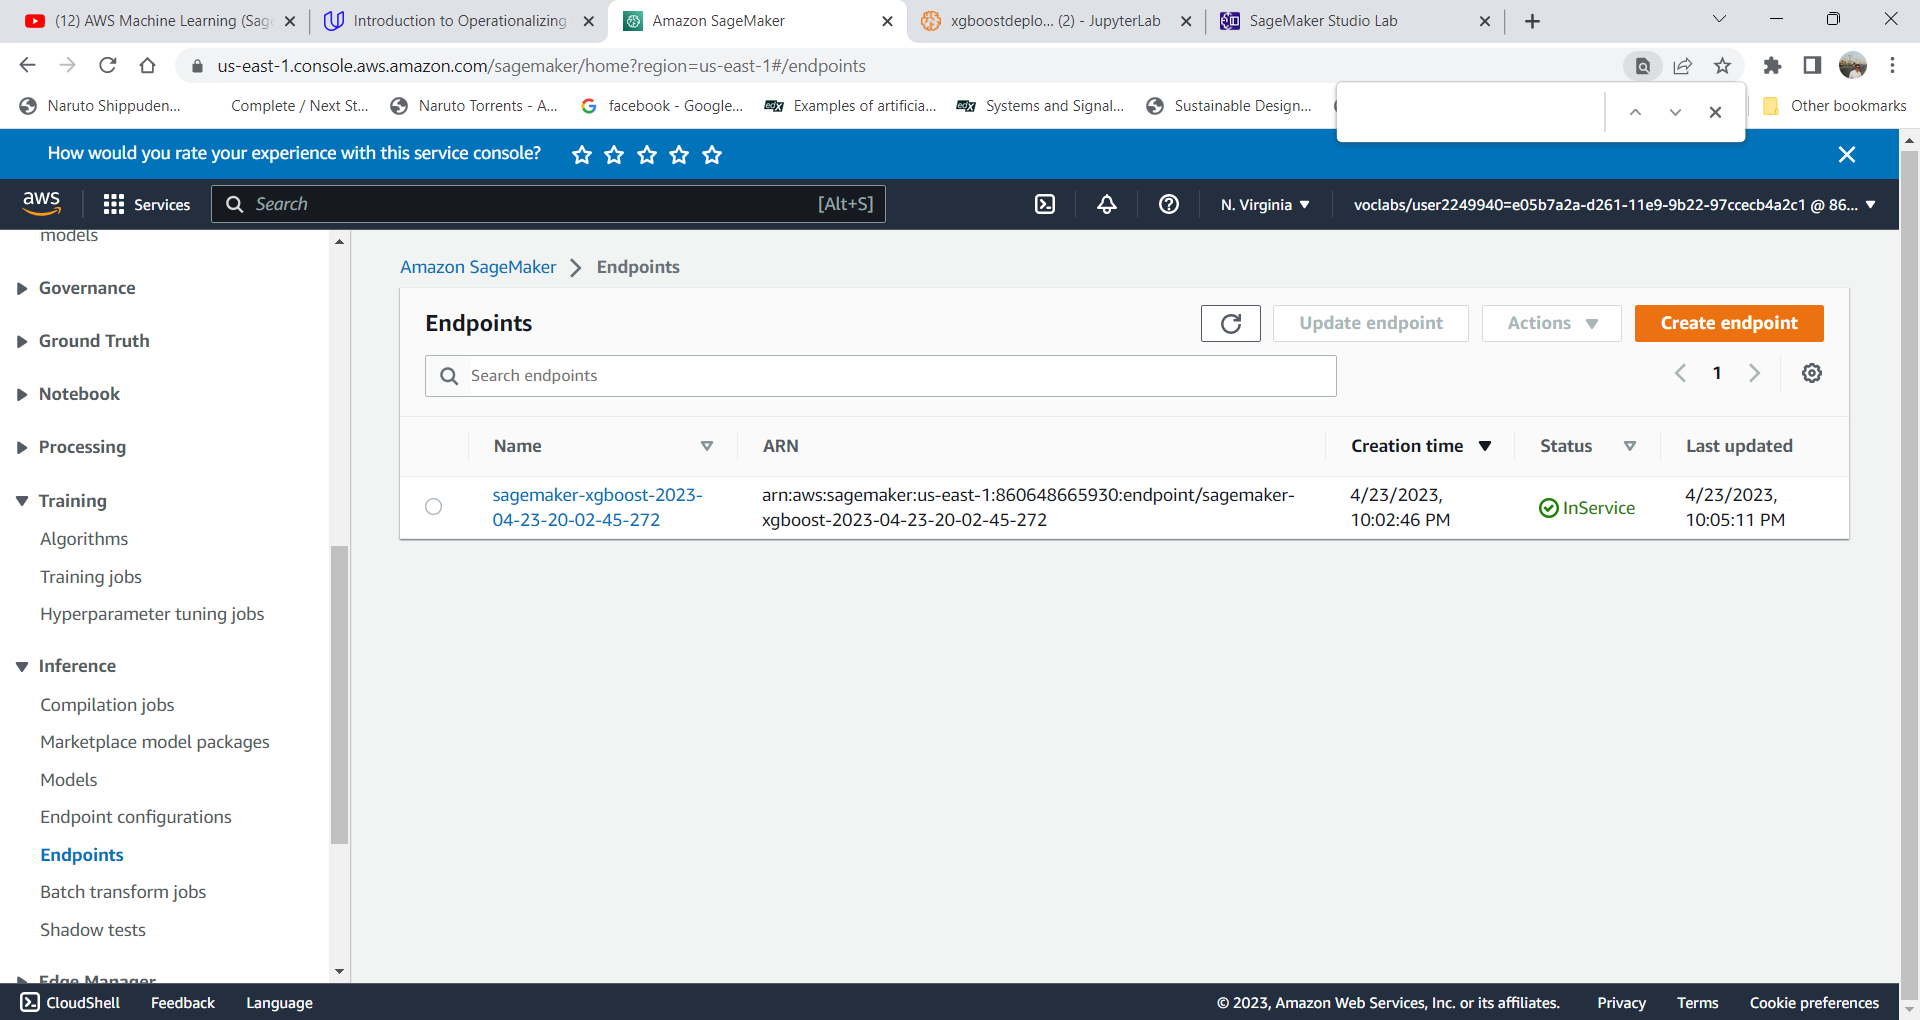 (12) AWS Machine Learning (Sage
Introduction to Operationalizing
Amazon SageMaker
xgboostdeplo... (2) - JupyterLab
SageMaker Studio Lab
us-east-1.console.aws.amazon.com/sagemaker/home?region=us-east-1#/endpoints
Naruto Shippuden...
Complete / Next St...
Naruto Torrents - A...
facebook - Google...
Examples of artificia...
Systems and Signal...
Sustainable Design...
Other bookmarks
How would you rate your experience with this service console?
aws
Services
Search
[Alt+S]
N. Virginia
voclabs/user2249940=e05b7a2a-d261-11e9-9b22-97ccecb4a2c1 @ 86...
models
Governance
Ground Truth
Notebook
Processing
Training
Algorithms
Training jobs
Hyperparameter tuning jobs
Inference
Compilation jobs
Marketplace model packages
Models
Endpoint configurations
Endpoints
Batch transform jobs
Shadow tests
Edge Manager
Amazon SageMaker > Endpoints
Endpoints
Update endpoint
Actions
Create endpoint
Search endpoints
1
Name
ARN
Creation time
Status
Last updated
sagemaker-xgboost-2023-
04-23-20-02-45-272
arn:aws:sagemaker:us-east-1:860648665930:endpoint/sagemaker-
xgboost-2023-04-23-20-02-45-272
4/23/2023,
10:02:46 PM
InService
4/23/2023,
10:05:11 PM
CloudShell
Feedback
Language
© 2023, Amazon Web Services, Inc. or its affiliates.
Privacy
Terms
Cookie preferences